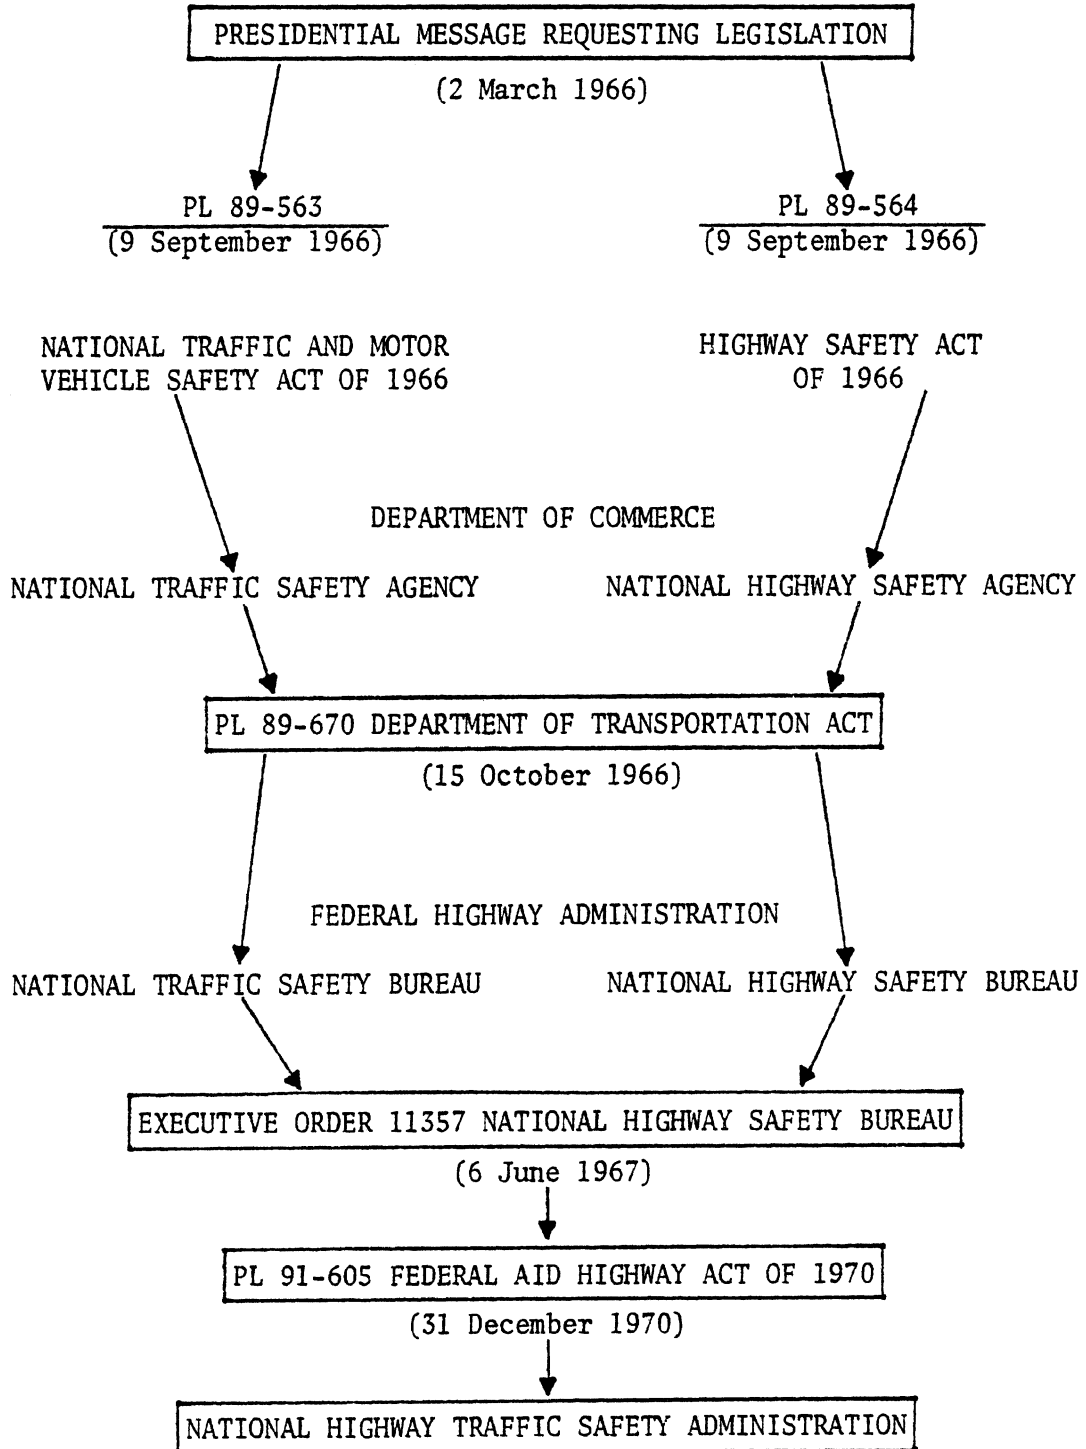 PRESIDENTIAL MESSAGE REQUESTING LEGISLATION
(2 March 1966)
PL 89-563
(9 September 1966)
PL 89-564
(9 September 1966)
NATIONAL TRAFFIC AND MOTOR
VEHICLE SAFETY ACT OF 1966
HIGHWAY SAFETY ACT
OF 1966
DEPARTMENT OF COMMERCE
NATIONAL TRAFFIC SAFETY AGENCY
NATIONAL HIGHWAY SAFETY AGENCY
PL 89-670 DEPARTMENT OF TRANSPORTATION ACT
(15 October 1966)
FEDERAL HIGHWAY ADMINISTRATION
NATIONAL TRAFFIC SAFETY BUREAU
NATIONAL HIGHWAY SAFETY BUREAU
EXECUTIVE ORDER 11357 NATIONAL HIGHWAY SAFETY BUREAU
(6 June 1967)
PL 91-605 FEDERAL AID HIGHWAY ACT OF 1970
(31 December 1970)
NATIONAL HIGHWAY TRAFFIC SAFETY ADMINISTRATION